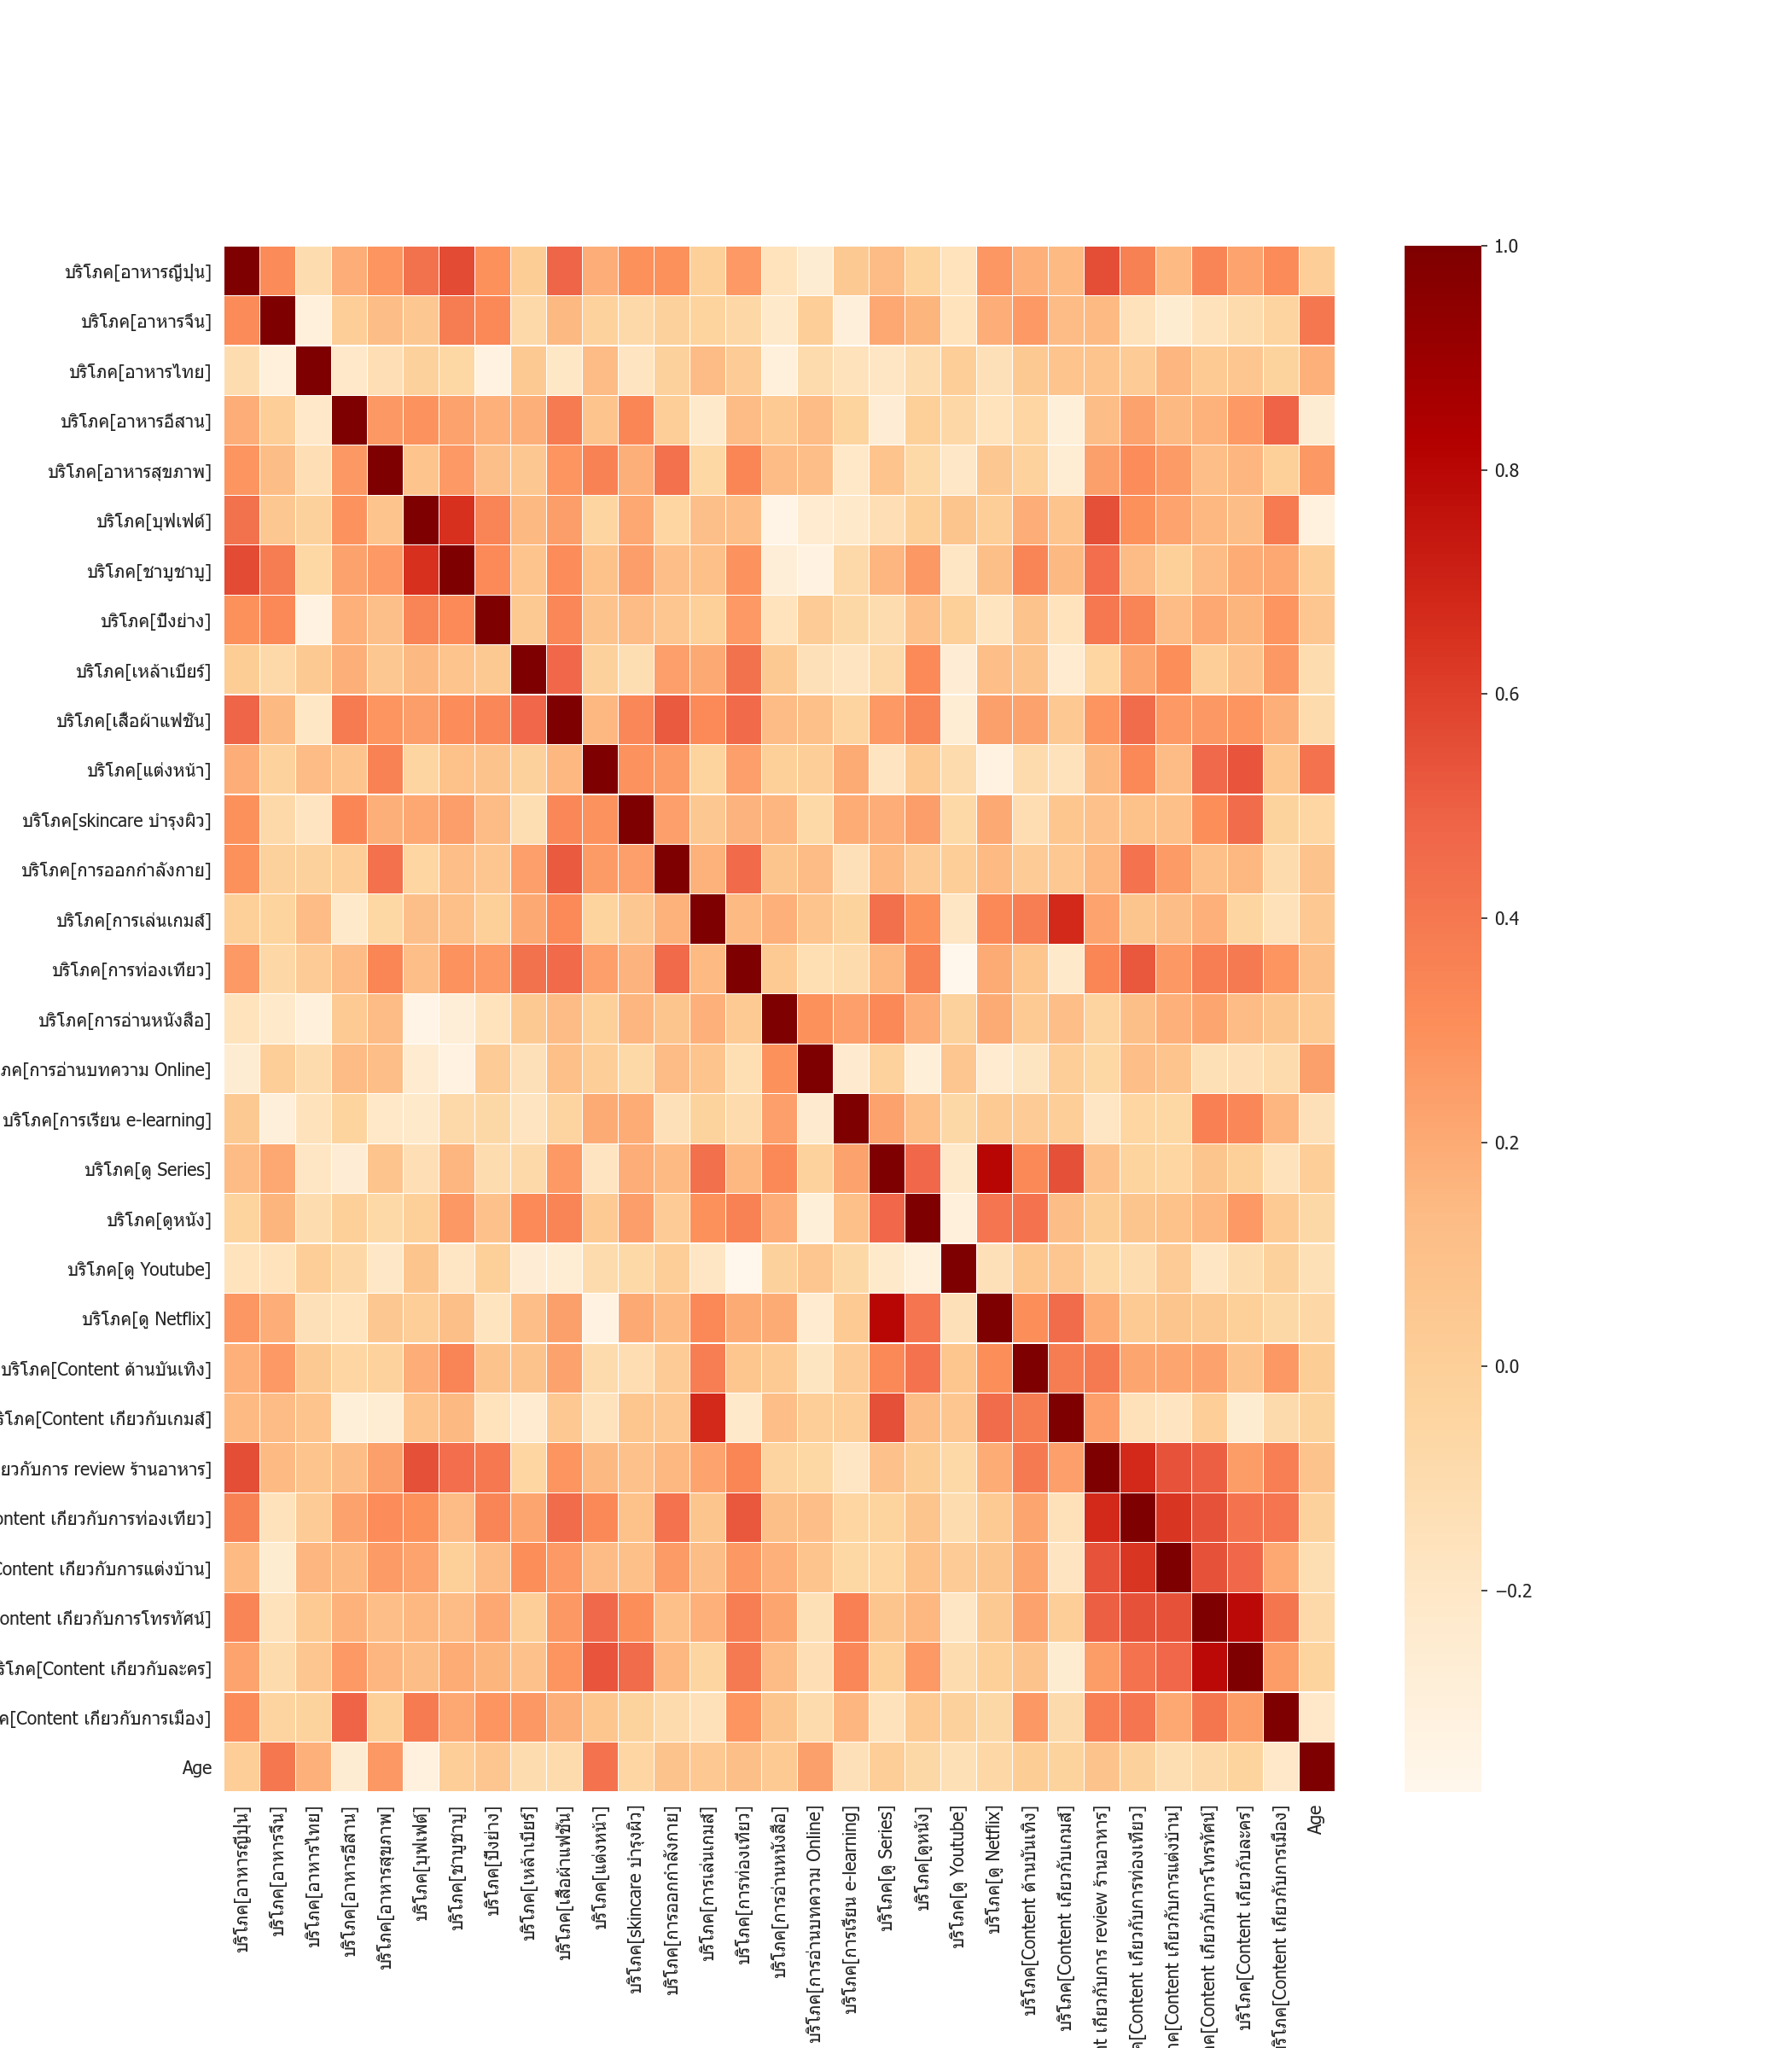 บริโภค[อาหารญี่ปุ่น]
บริโภค[อาหารจีน]
บริโภค[อาหารไทย]
บริโภค[อาหารอีสาน]
บริโภค[อาหารสุขภาพ]
บริโภค[บุฟเฟต์]
บริโภค[ชาบูชาบู]
บริโภค[ปิ้งย่าง]
บริโภค[เหล้าเบียร์]
บริโภค[เสื้อผ้าแฟชั่น]
บริโภค[แต่งหน้า]
บริโภค[skincare บำรุงผิว]
บริโภค[การออกกำลังกาย]
บริโภค[การเล่นเกมส์]
บริโภค[การท่องเที่ยว]
บริโภค[การอ่านหนังสือ]
ภค[การอ่านบทความ Online]
บริโภค[การเรียน e-learning]
บริโภค[ดู Series]
บริโภค[ดูหนัง]
บริโภค[ดู Youtube]
บริโภค[ดู Netflix]
บริโภค[Content ด้านบันเทิง]
ริโภค[Content เกี่ยวกับเกมส์]
ยวกับการ review ร้านอาหาร]
ontent เกี่ยวกับการท่องเที่ยว]
Content เกี่ยวกับการแต่งบ้าน]
ontent เกี่ยวกับการโทรทัศน์]
ริโภค[Content เกี่ยวกับละคร]
ค[Content เกี่ยวกับการเมือง]
Age
บริโภค[อาหารญี่ปุ่น]
บริโภค[อาหารจีน]
บริโภค[อาหารไทย]
บริโภค[อาหารอีสาน]
บริโภค[อาหารสุขภาพ]
บริโภค[บุฟเฟต์]
บริโภค[ชาบูชาบู]
บริโภค[ปิ้งย่าง]
บริโภค[เหล้าเบียร์]
บริโภค[เสื้อผ้าแฟชั่น]
บริโภค[แต่งหน้า]
บริโภค[skincare บำรุงผิว]
บริโภค[การออกกำลังกาย]
บริโภค[การเล่นเกมส์]
บริโภค[การท่องเที่ยว]
บริโภค[การอ่านหนังสือ]
บริโภค[การอ่านบทความ Online]
บริโภค[การเรียน e-learning]
บริโภค[ดู Series]
บริโภค[ดูหนัง]
บริโภค[ดู Youtube]
บริโภค[ดู Netflix]
บริโภค[Content ด้านบันเทิง]
บริโภค[Content เกี่ยวกับเกมส์]
nt เกี่ยวกับการ review ร้านอาหาร]
ค[Content เกี่ยวกับการท่องเที่ยว]
ภค[Content เกี่ยวกับการแต่งบ้าน]
ภค[Content เกี่ยวกับการโทรทัศน์]
บริโภค[Content เกี่ยวกับละคร]
ริโภค[Content เกี่ยวกับการเมือง]
Age
1.0
0.8
0.6
0.4
0.2
0.0
−0.2